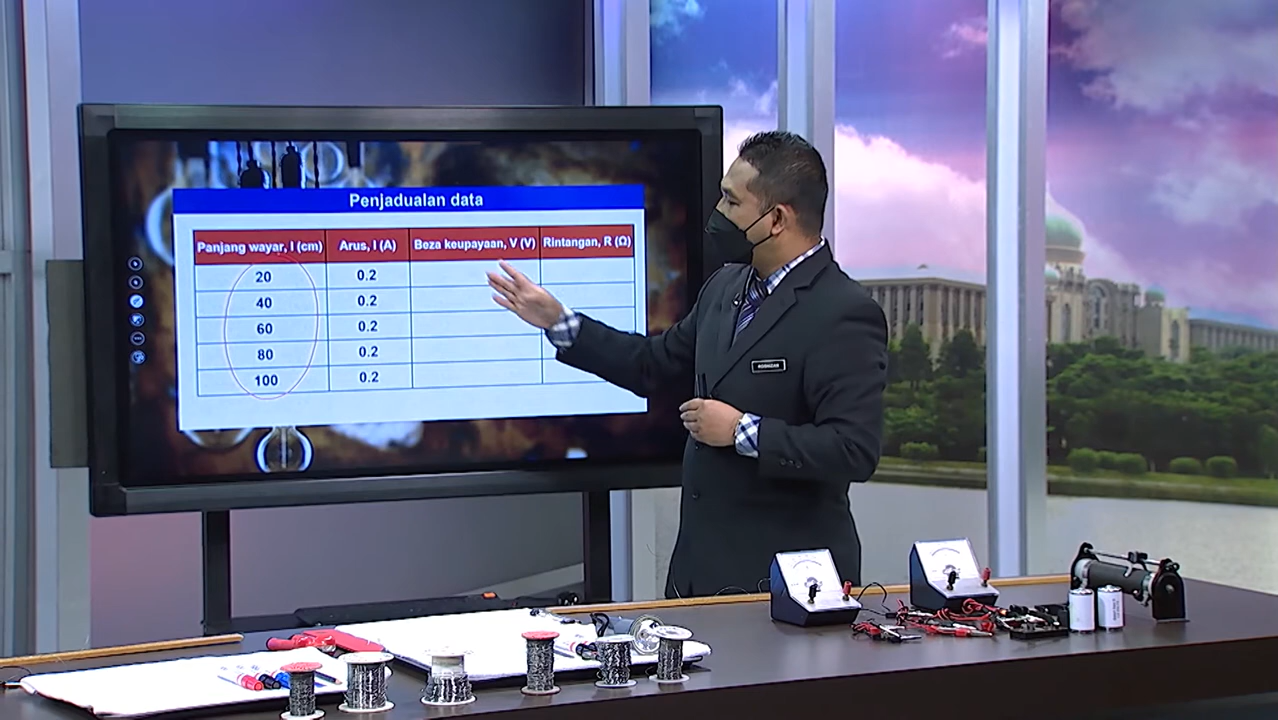 Penjadualan data
Panjang wayar, l (cm) Arus, I (A) Beza keupayaan, V (V) Rintangan, R (Ω)
20 0.2
40 0.2
60 0.2
80 0.2
100 0.2